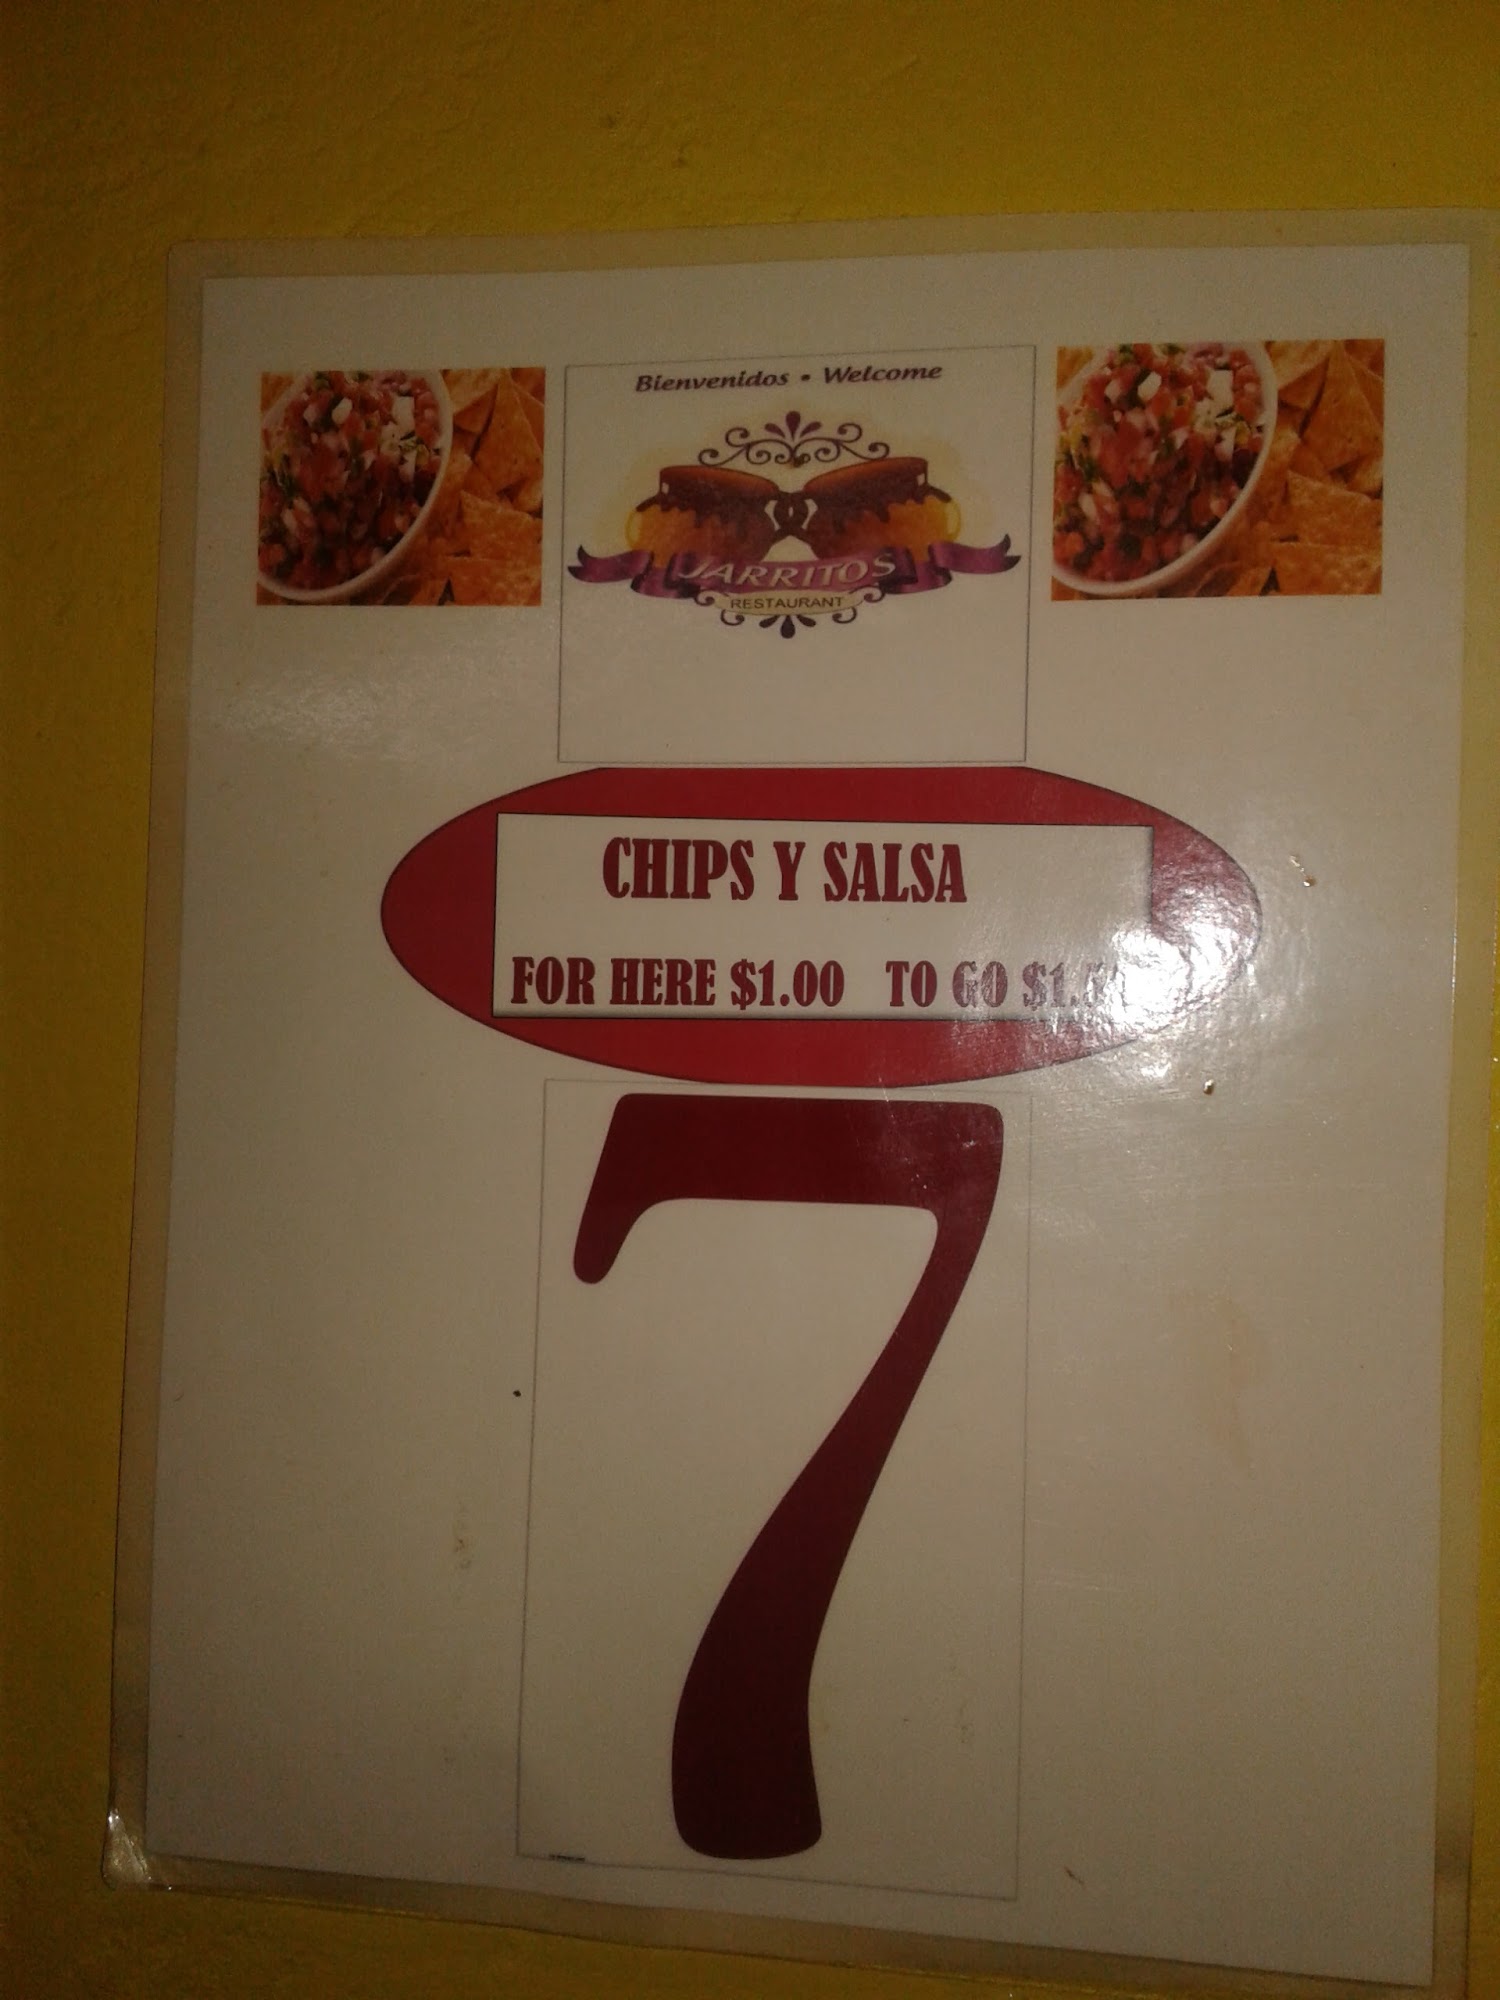 Bienvenidos • Welcome
JARRITOS
RESTAURANT
CHIPS Y SALSA
FOR HERE $1.00 TO GO
7